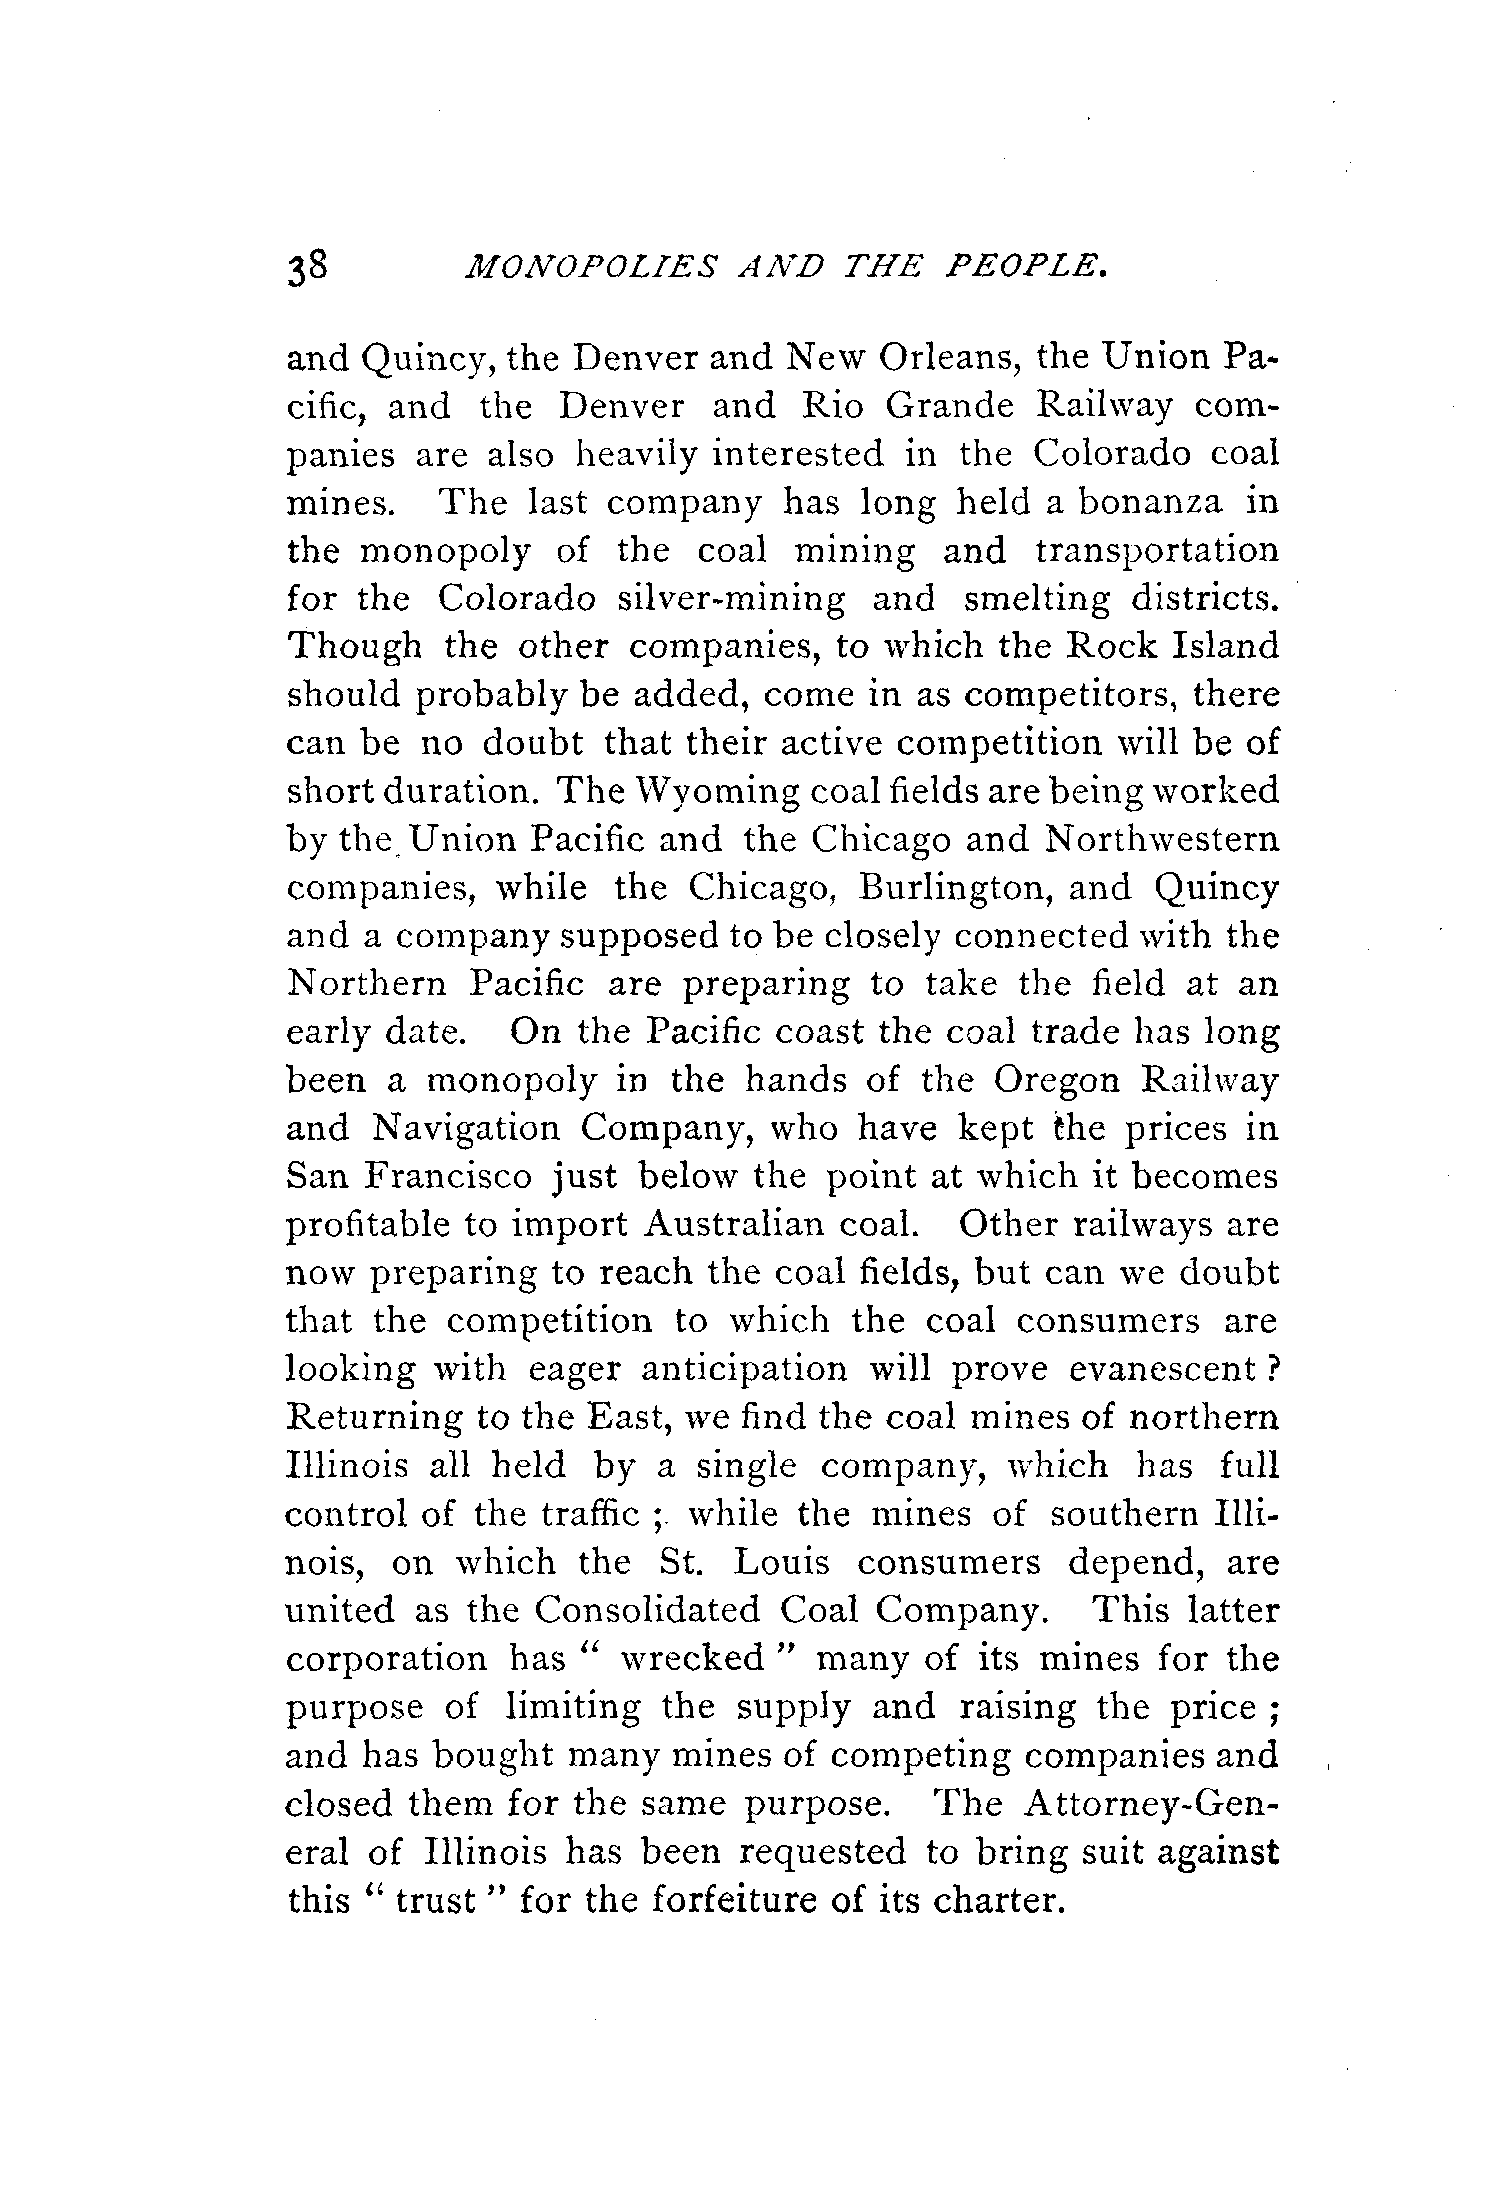 38 MONOPOLIES AND THE PEOPLE.
and Quincy, the Denver and New Orleans, the Union Pa-
cific, and the Denver and Rio Grande Railway com-
panies are also heavily interested in the Colorado coal
mines. The last company has long held a bonanza in
the monopoly of the coal mining and transportation
for the Colorado silver-mining and smelting districts.
Though the other companies, to which the Rock Island
should probably be added, come in as competitors, there
can be no doubt that their active competition will be of
short duration. The Wyoming coal fields are being worked
by the Union Pacific and the Chicago and Northwestern
companies, while the Chicago, Burlington, and Quincy
and a company supposed to be closely connected with the
Northern Pacific are preparing to take the field at an
early date. On the Pacific coast the coal trade has long
been a monopoly in the hands of the Oregon Railway
and Navigation Company, who have kept the prices in
San Francisco just below the point at which it becomes
profitable to import Australian coal. Other railways are
now preparing to reach the coal fields, but can we doubt
that the competition to which the coal consumers are
looking with eager anticipation will prove evanescent ?
Returning to the East, we find the coal mines of northern
Illinois all held by a single company, which has full
control of the traffic ; while the mines of southern Illi-
nois, on which the St. Louis consumers depend, are
united as the Consolidated Coal Company. This latter
corporation has “ wrecked ” many of its mines for the
purpose of limiting the supply and raising the price ;
and has bought many mines of competing companies and
closed them for the same purpose. The Attorney-Gen-
eral of Illinois has been requested to bring suit against
this “ trust ” for the forfeiture of its charter.